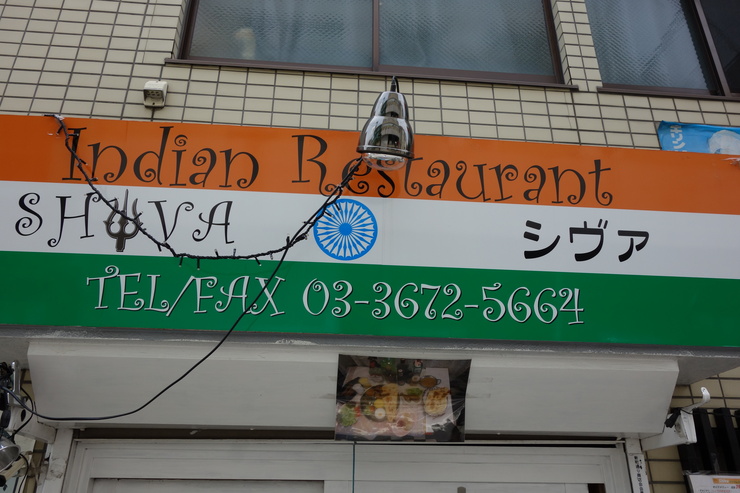 Indian Restaurant
SHIVA シヴァ
TEL/FAX 03-3672-5664